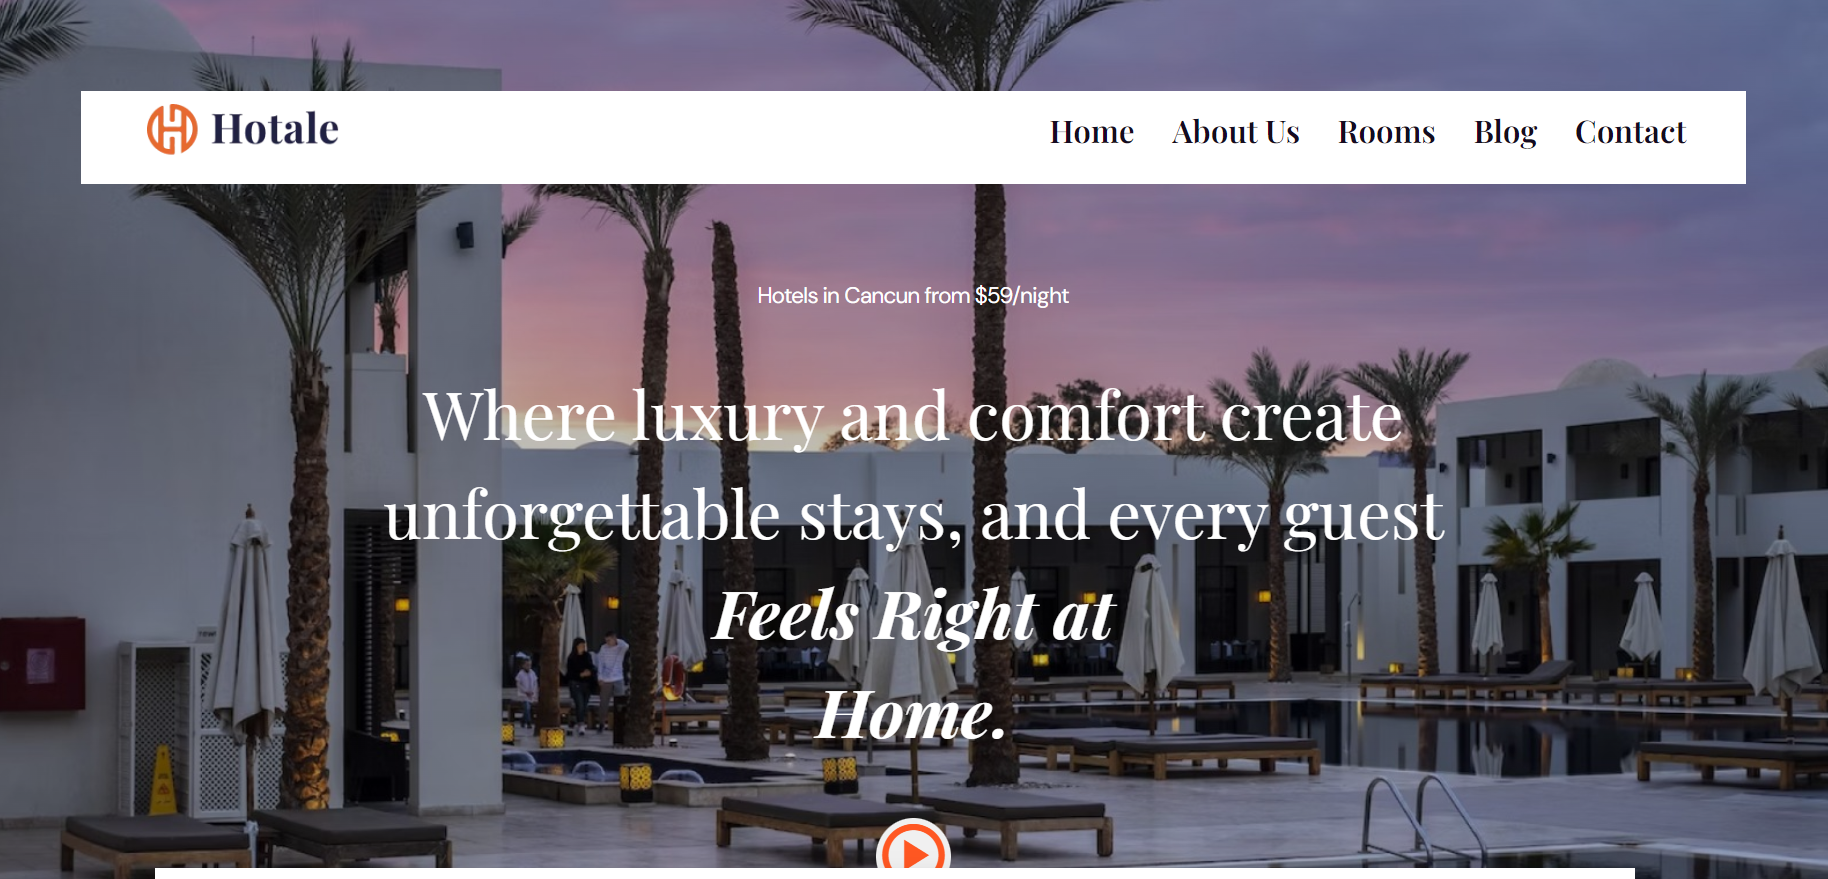 Hotale
Home About Us Rooms Blog Contact
Hotels in Cancun from $59/night
Where luxury and comfort create
unforgettable stays, and every guest
Feels Right at
Home.